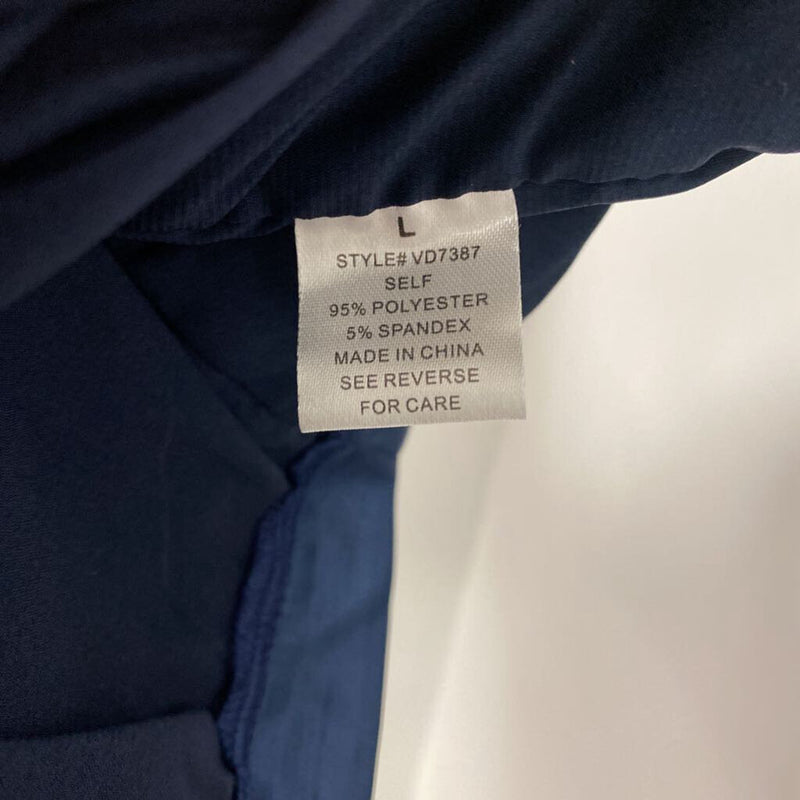 L
STYLE# VD7387
SELF
95% POLYESTER
5% SPANDEX
MADE IN CHINA
SEE REVERSE
FOR CARE